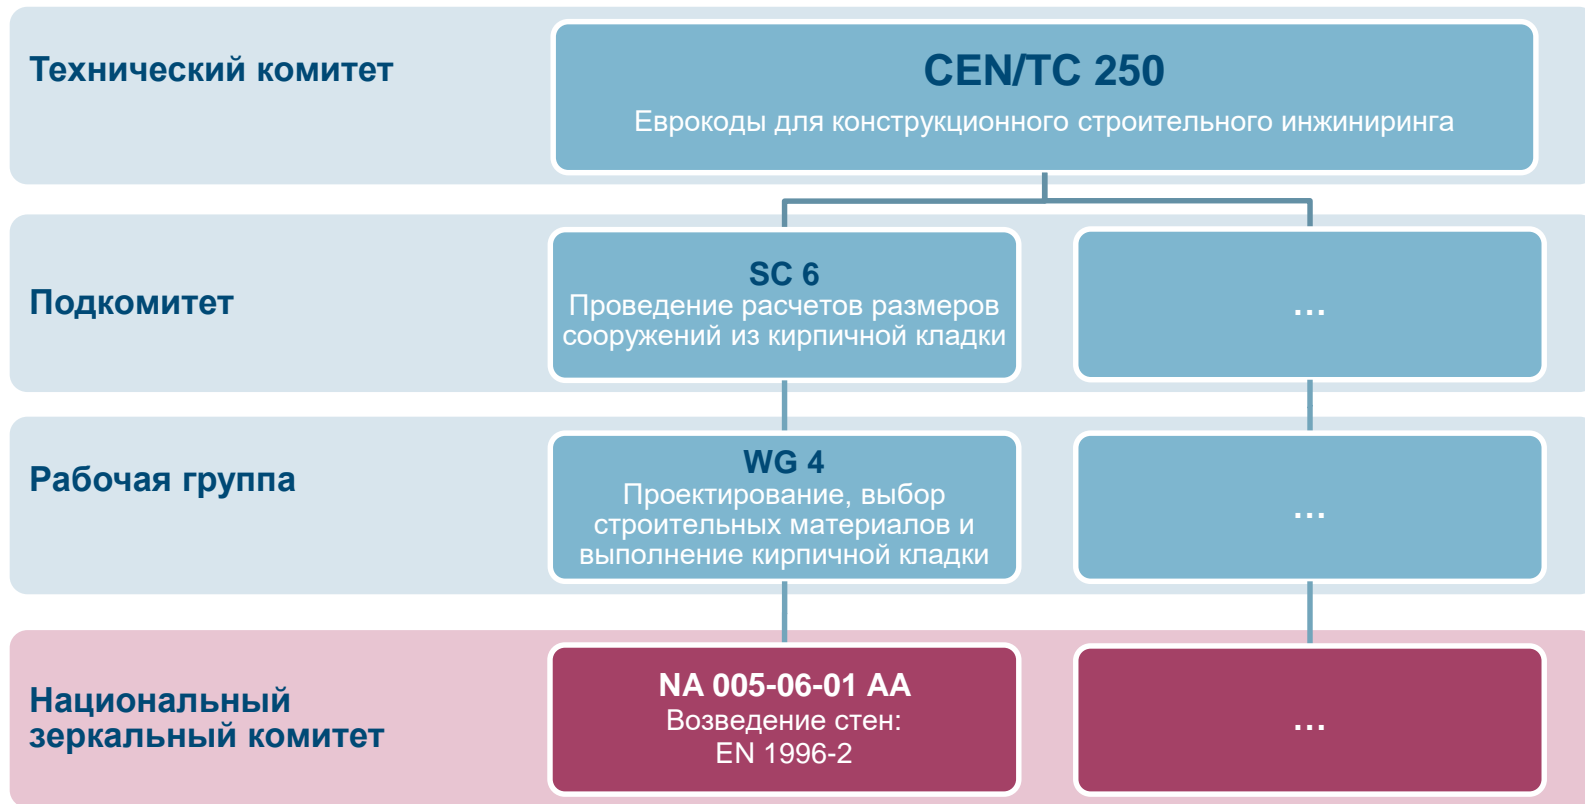 Технический комитет
CEN/TC 250
Еврокоды для конструкционного строительного инжиниринга
Подкомитет
SC 6
Проведение расчетов размеров
сооружений из кирпичной кладки
...
Рабочая группа
WG 4
Проектирование, выбор
строительных материалов и
выполнение кирпичной кладки
...
Национальный
зеркальный комитет
NA 005-06-01 AA
Возведение стен:
EN 1996-2
...